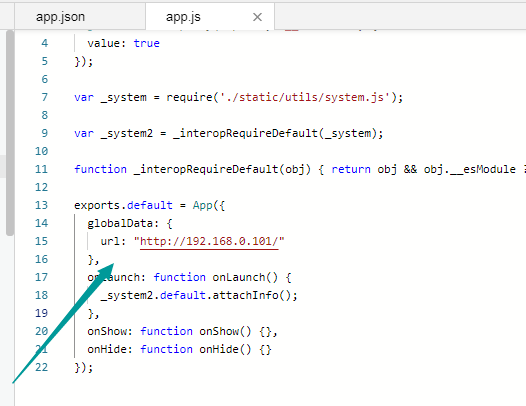 app.json app.js
4 value: true
5 });
6
7 var _system = require('./static/utils/system.js');
8
9 var _system2 = _interopRequireDefault(_system);
10
11 function _interopRequireDefault(obj) { return obj && obj.__esModule ?
12
13 exports.default = App({
14 globalData: {
15 url: "http://192.168.0.101/"
16 },
17 onLaunch: function onLaunch() {
18 _system2.default.attachInfo();
19 },
20 onShow: function onShow() {},
21 onHide: function onHide() {}
22 });